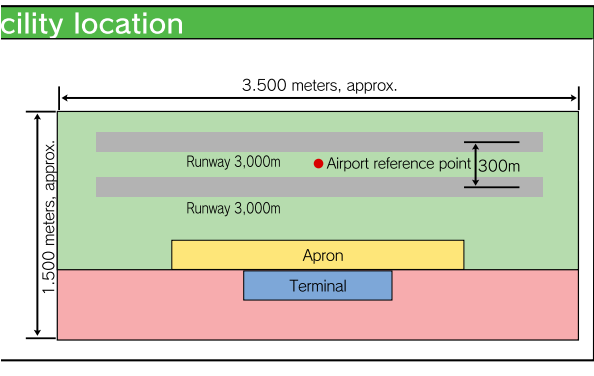 cility location
3.500 meters, approx.
1.500 meters, approx.
Runway 3,000m
Airport reference point
300m
Runway 3,000m
Apron
Terminal